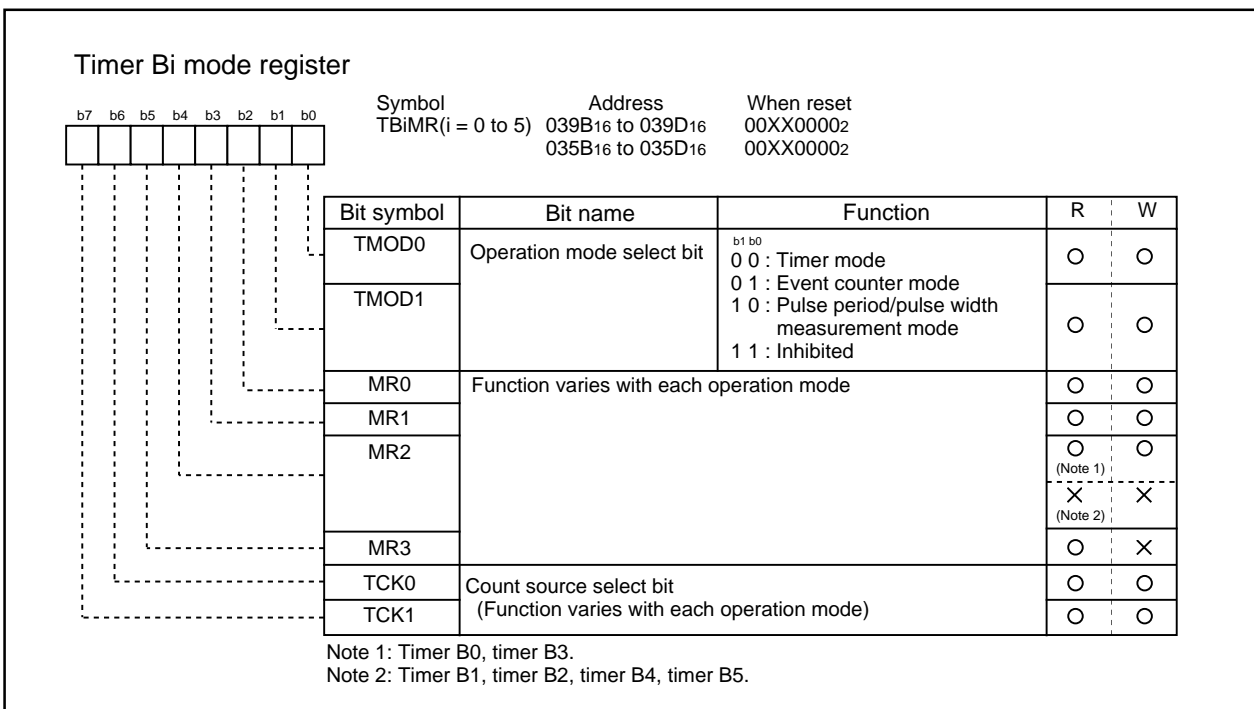 Timer Bi mode register
Symbol Address When reset
b7 b6 b5 b4 b3 b2 b1 b0
TBiMR(i = 0 to 5) 039B16 to 039D16 00XX00002
035B16 to 035D16 00XX00002
Bit symbol Bit name Function R W
TMOD0 Operation mode select bit b1 b0
0 0 : Timer mode
0 1 : Event counter mode
TMOD1 1 0 : Pulse period/pulse width
measurement mode
1 1 : Inhibited
MR0 Function varies with each operation mode
MR1
MR2
(Note 1)
(Note 2)
MR3
TCK0 Count source select bit
(Function varies with each operation mode)
TCK1
Note 1: Timer B0, timer B3.
Note 2: Timer B1, timer B2, timer B4, timer B5.